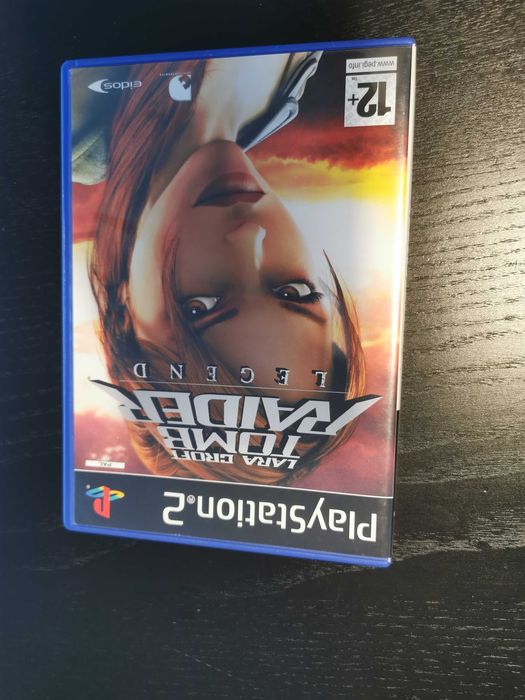 PlayStation®2
PAL
LARA CROFT
TOMB
RAIDER
LEGEND
12+
www.pegi.info
eidos